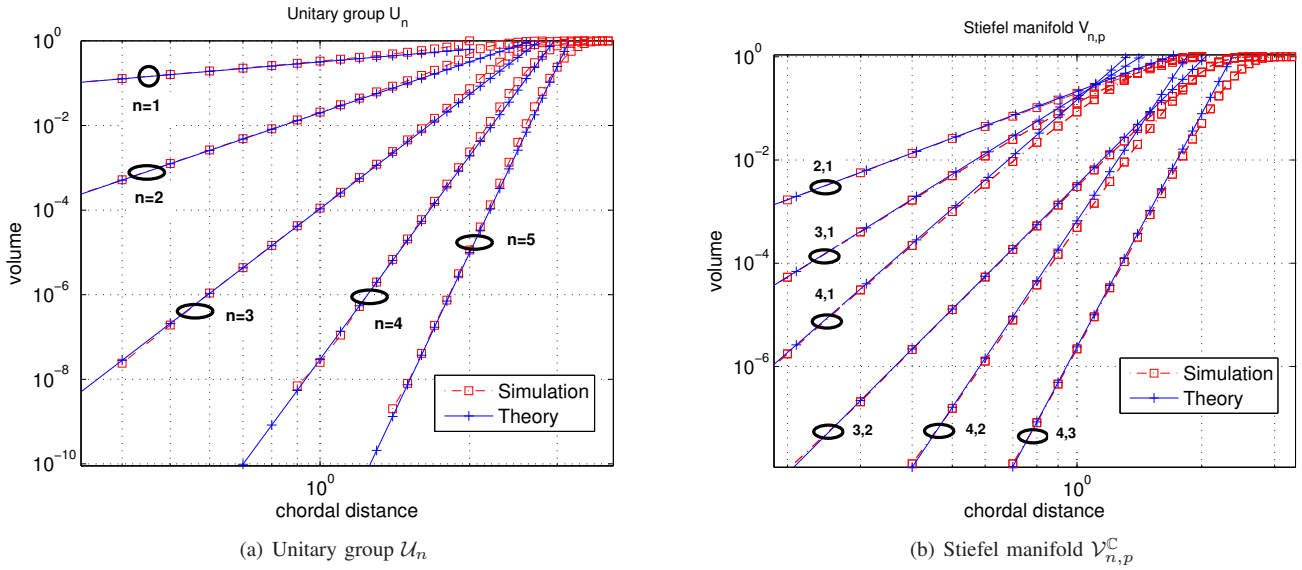 Unitary group U_n
10^0
10^-2
10^-4
10^-6
10^-8
10^-10
volume
n=1
n=2
n=3
n=4
n=5
Simulation
Theory
10^0
chordal distance
(a) Unitary group 𝒰_n
Stiefel manifold V_n,p
10^0
10^-2
10^-4
10^-6
volume
2,1
3,1
4,1
3,2
4,2
4,3
Simulation
Theory
10^0
chordal distance
(b) Stiefel manifold 𝒱^ℂ_n,p